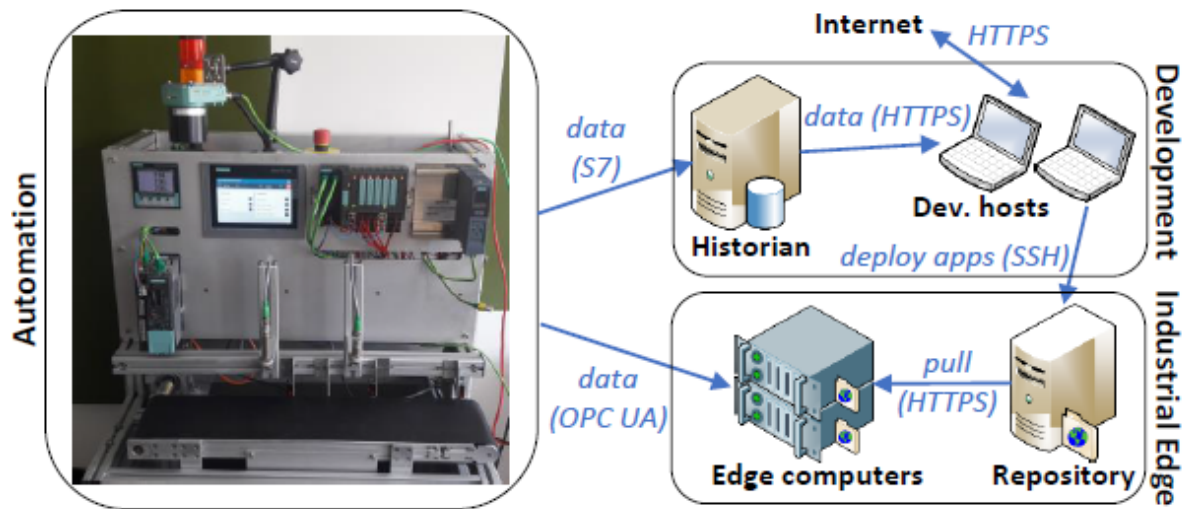 Automation
data
(S7)
data
(OPC UA)
Internet
HTTPS
data (HTTPS)
Historian
Dev. hosts
Development
deploy apps (SSH)
pull
(HTTPS)
Edge computers
Repository
Industrial Edge